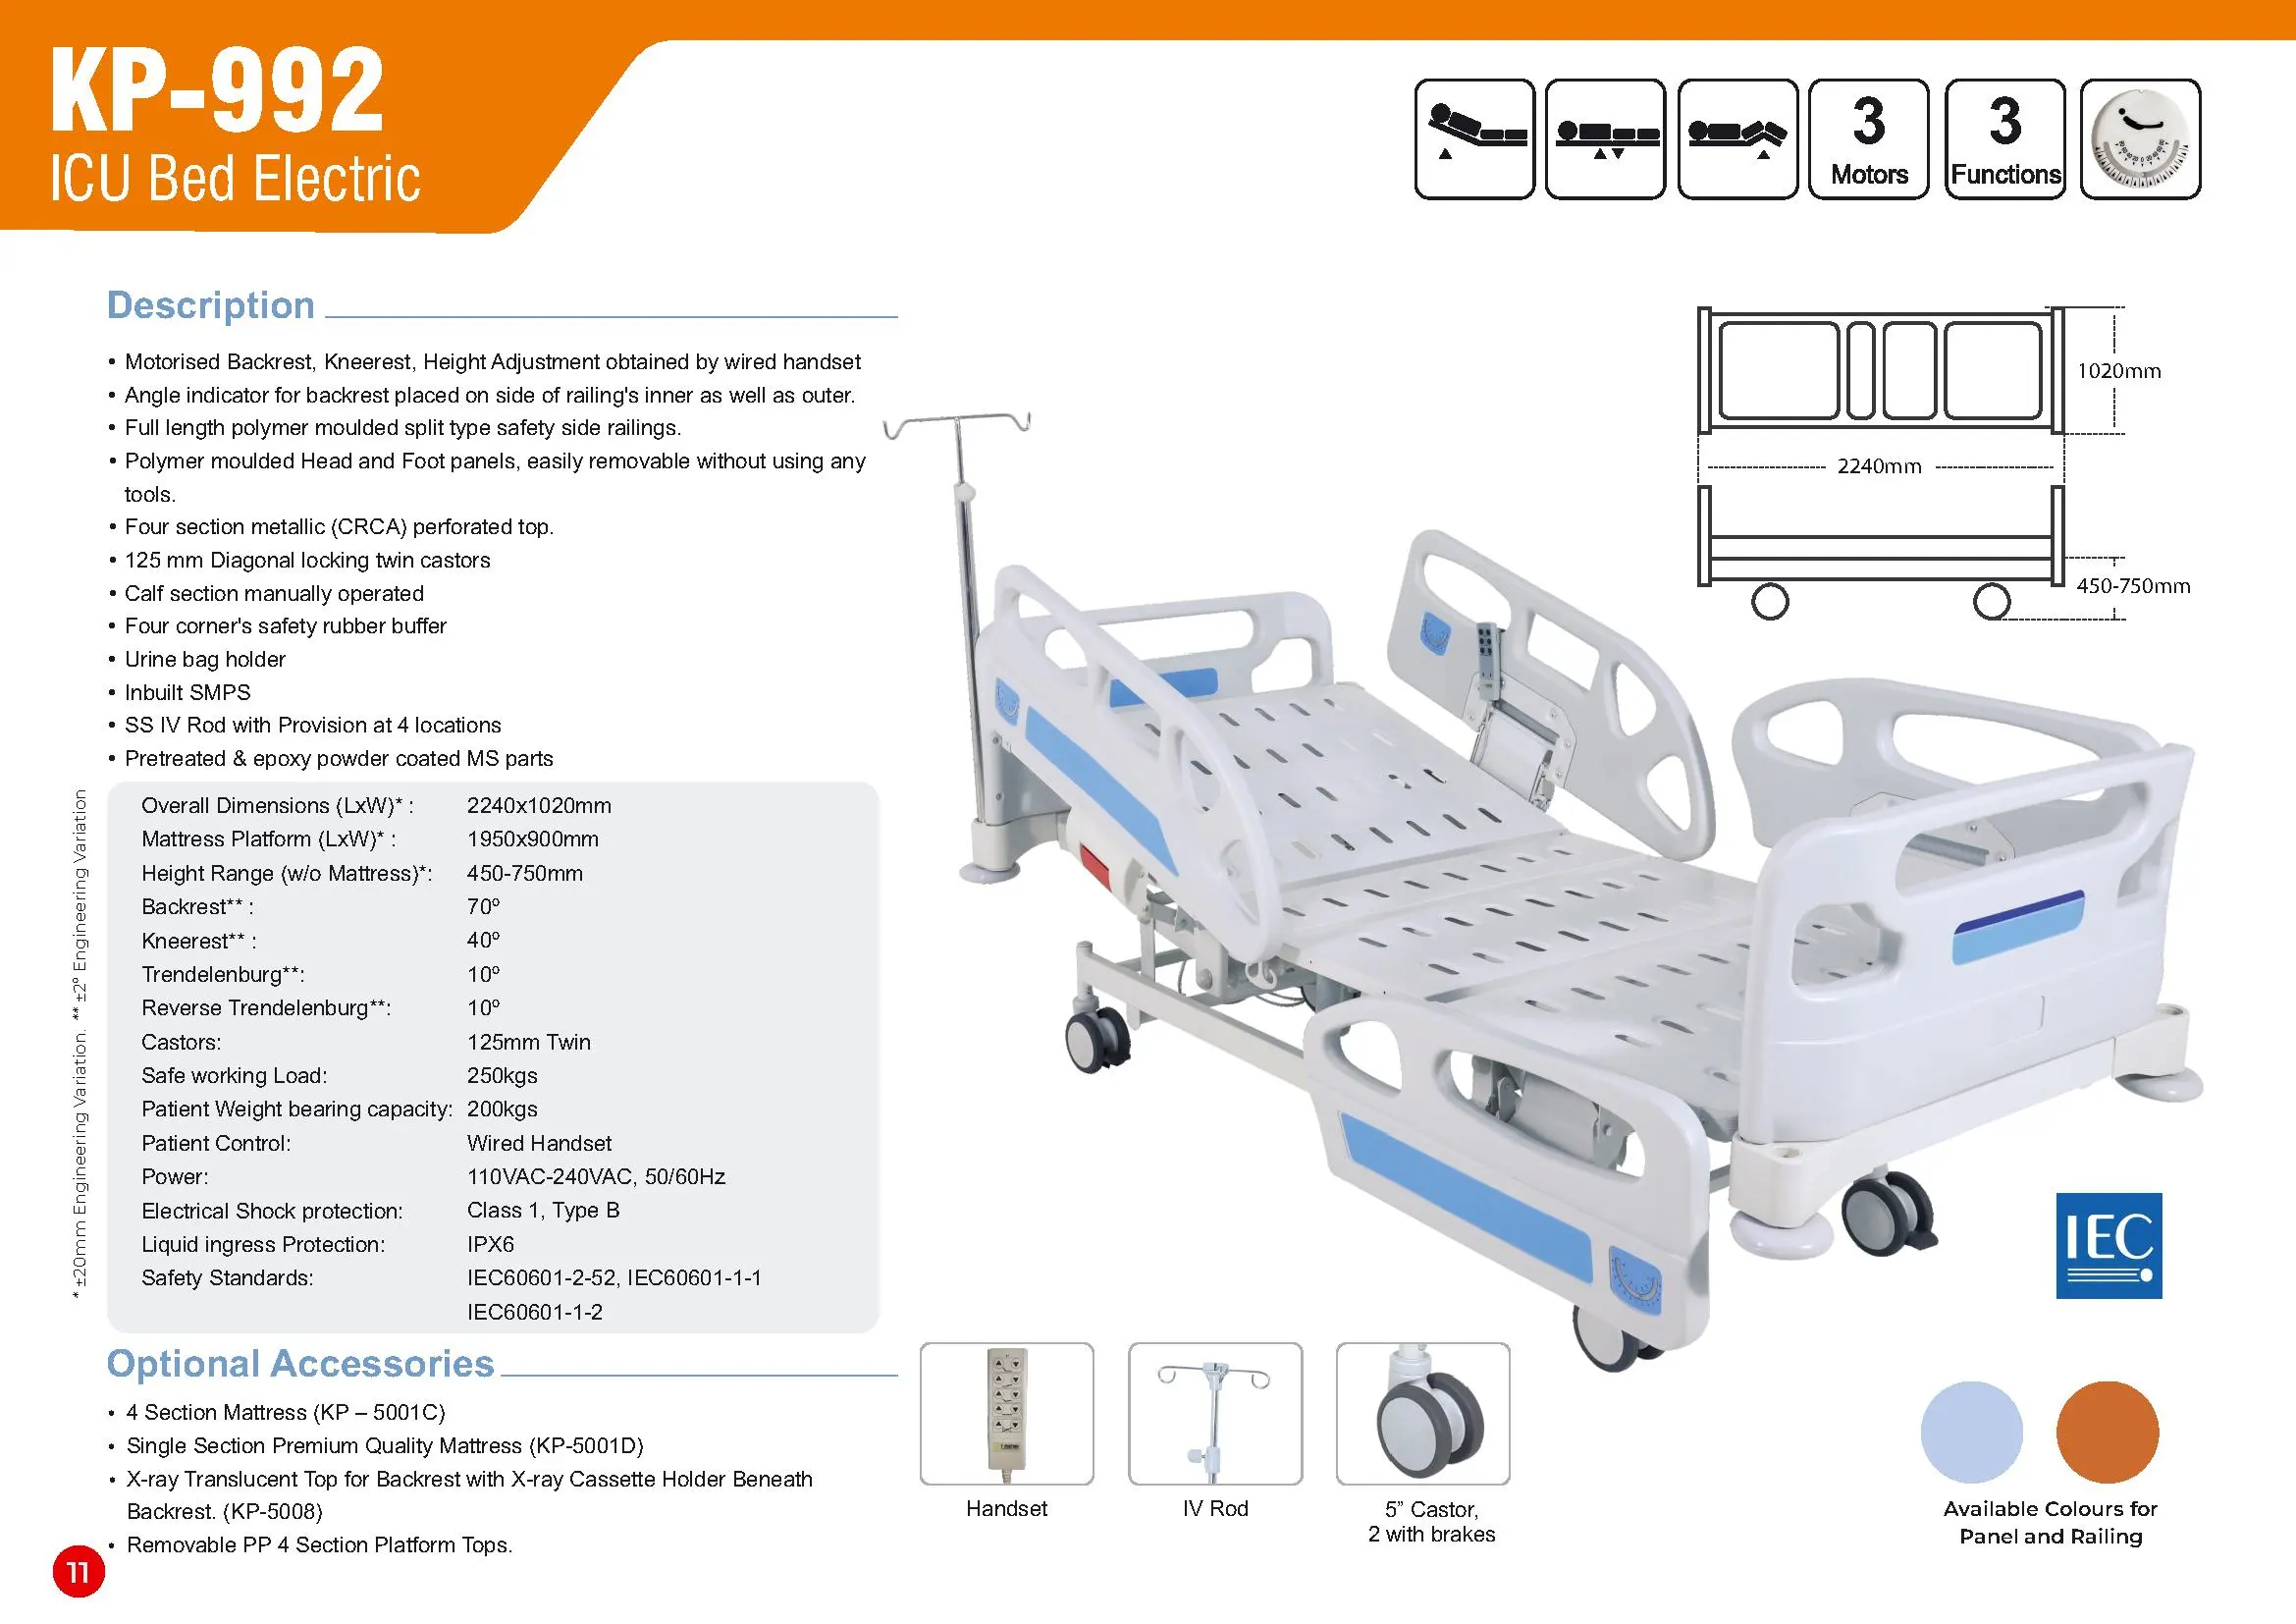 KP-992
ICU Bed Electric
3
Motors
3
Functions
Description
• Motorised Backrest, Kneerest, Height Adjustment obtained by wired handset
• Angle indicator for backrest placed on side of railing's inner as well as outer.
• Full length polymer moulded split type safety side railings.
• Polymer moulded Head and Foot panels, easily removable without using any
tools.
• Four section metallic (CRCA) perforated top.
• 125 mm Diagonal locking twin castors
• Calf section manually operated
• Four corner's safety rubber buffer
• Urine bag holder
• Inbuilt SMPS
• SS IV Rod with Provision at 4 locations
• Pretreated & epoxy powder coated MS parts
Overall Dimensions (LxW)* : 2240x1020mm
Mattress Platform (LxW)* : 1950x900mm
Height Range (w/o Mattress)*: 450-750mm
Backrest** : 70º
Kneerest** : 40º
Trendelenburg**: 10º
Reverse Trendelenburg**: 10º
Castors: 125mm Twin
Safe working Load: 250kgs
Patient Weight bearing capacity: 200kgs
Patient Control: Wired Handset
Power: 110VAC-240VAC, 50/60Hz
Electrical Shock protection: Class 1, Type B
Liquid ingress Protection: IPX6
Safety Standards: IEC60601-2-52, IEC60601-1-1
IEC60601-1-2
* ±20mm Engineering Variation. ** ±2° Engineering Variation
Optional Accessories
• 4 Section Mattress (KP – 5001C)
• Single Section Premium Quality Mattress (KP-5001D)
• X-ray Translucent Top for Backrest with X-ray Cassette Holder Beneath
Backrest. (KP-5008)
• Removable PP 4 Section Platform Tops.
11
1020mm
2240mm
450-750mm
IEC
Handset
IV Rod
5” Castor,
2 with brakes
Available Colours for
Panel and Railing